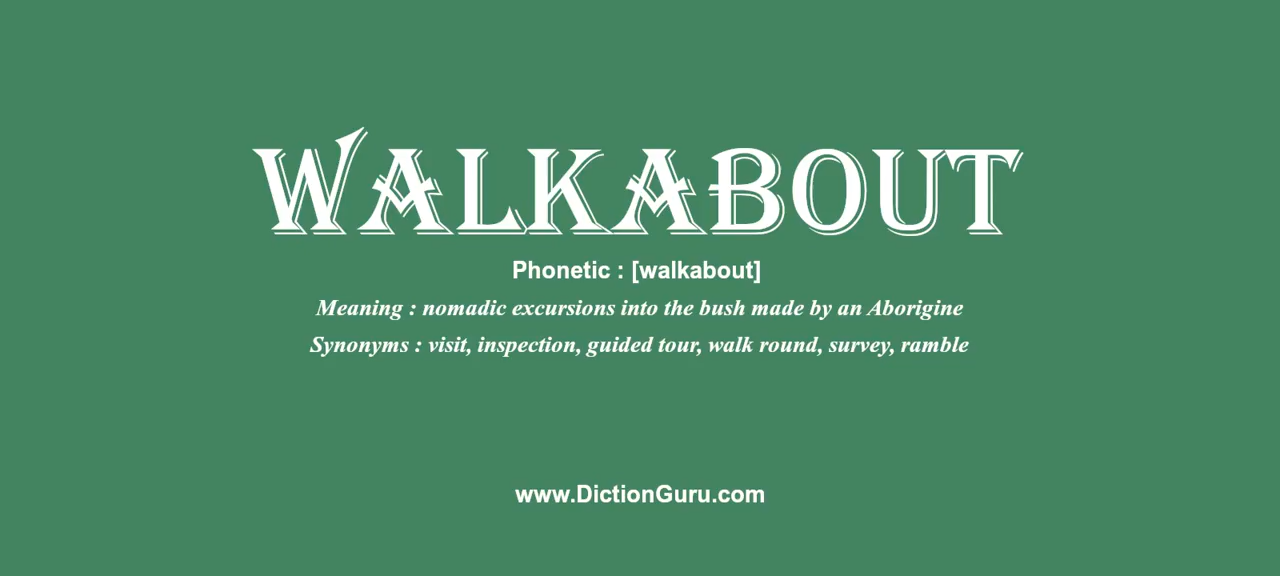 WALKABOUT
Phonetic : [walkabout]
Meaning : nomadic excursions into the bush made by an Aborigine
Synonyms : visit, inspection, guided tour, walk round, survey, ramble
www.DictionGuru.com